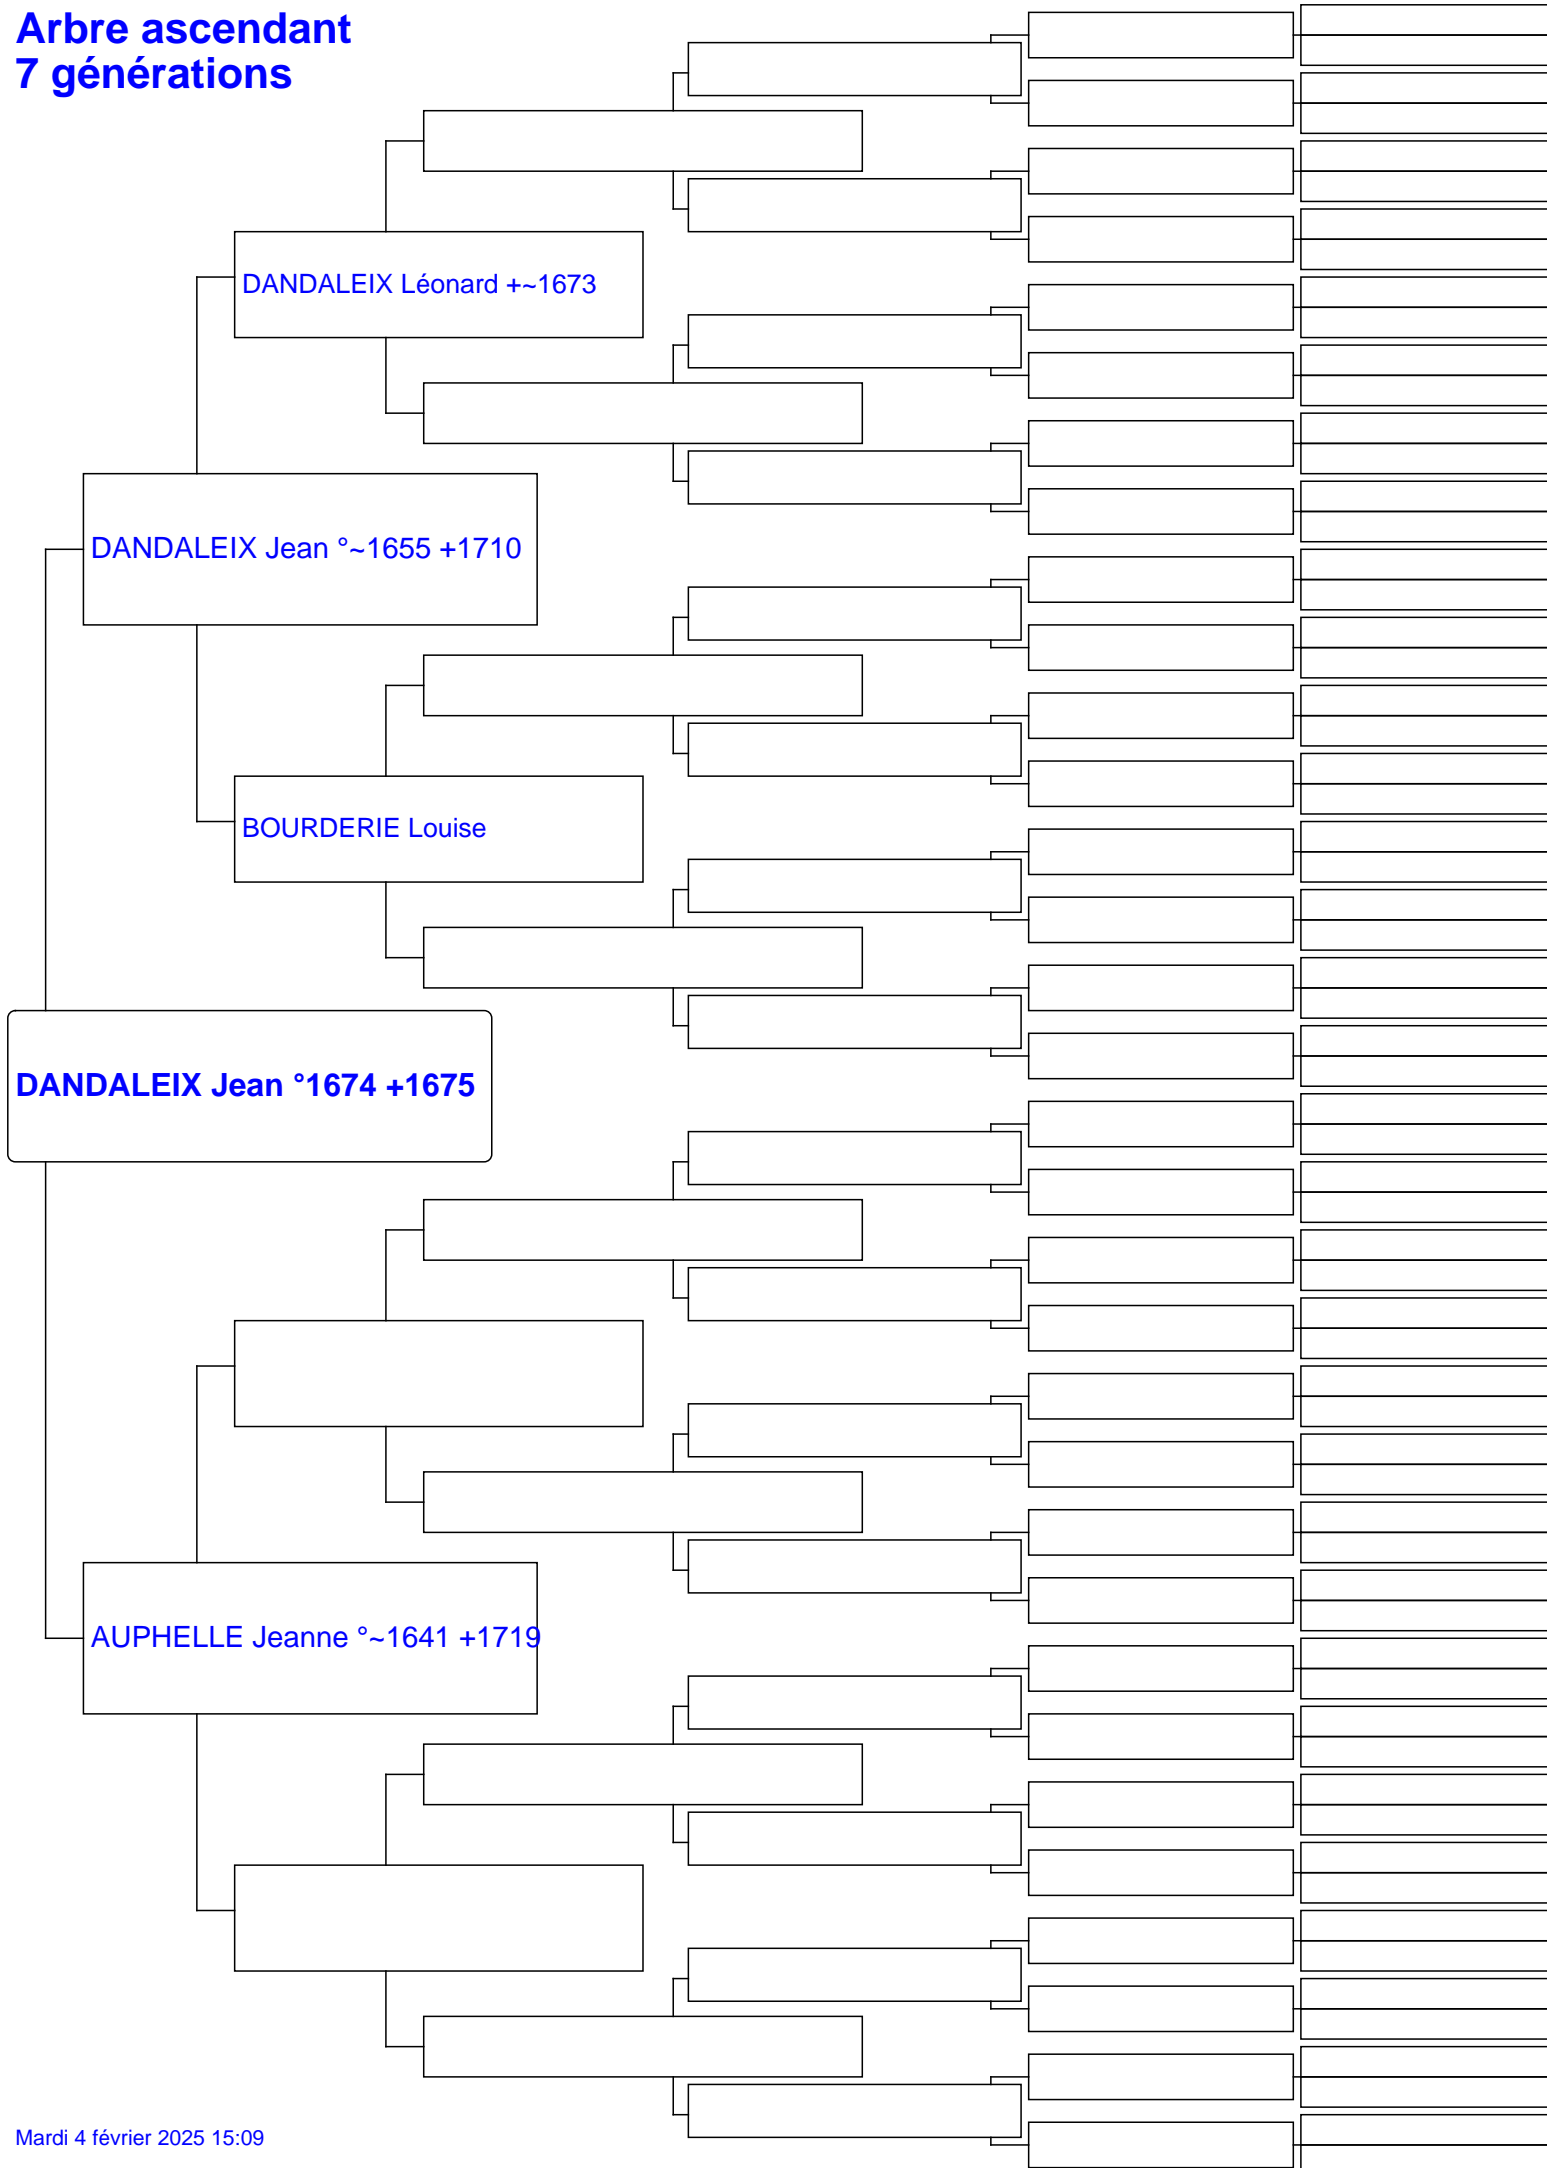 Arbre ascendant
7 générations
DANDALEIX Léonard +~1673
DANDALEIX Jean °~1655 +1710
BOURDERIE Louise
DANDALEIX Jean °1674 +1675
AUPHELLE Jeanne °~1641 +1719
Mardi 4 février 2025 15:09